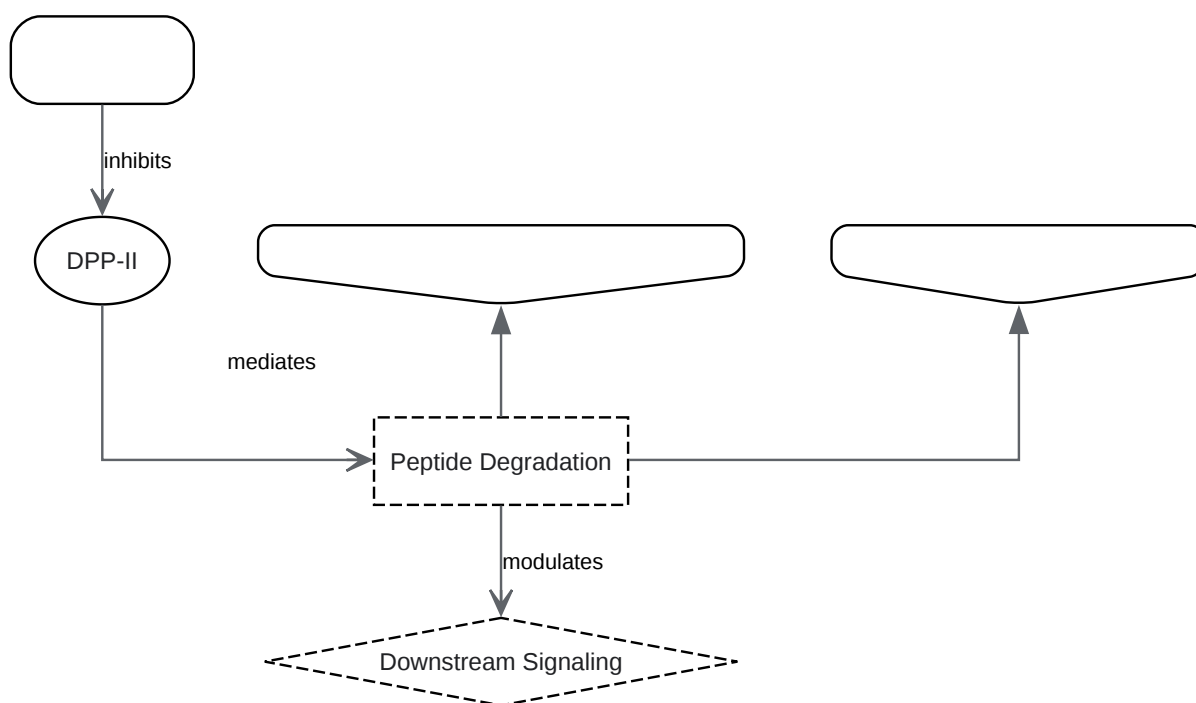 inhibits
DPP-II
mediates
Peptide Degradation
modulates
Downstream Signaling